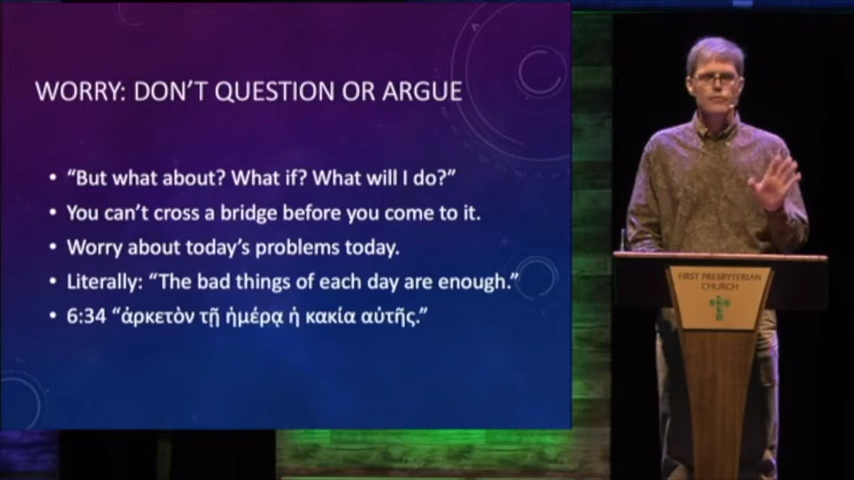 WORRY: DON'T QUESTION OR ARGUE
• "But what about? What if? What will I do?"
• You can't cross a bridge before you come to it.
• Worry about today's problems today.
• Literally: "The bad things of each day are enough."
• 6:34 "ἀρκετὸν τῇ ἡμέρᾳ ἡ κακία αὐτῆς."
FIRST PRESBYTERIAN
CHURCH